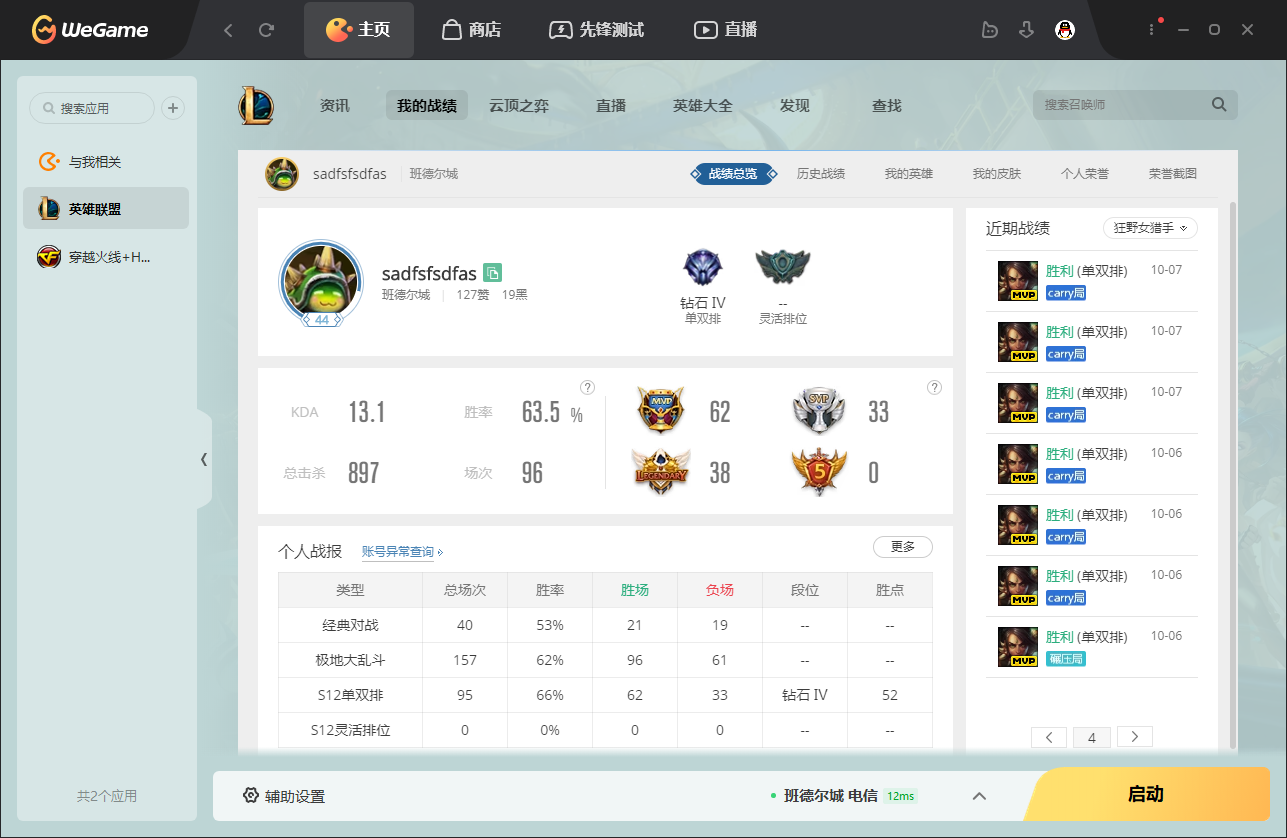 WeGame
主页
商店
先锋测试
直播
搜索应用
与我相关
英雄联盟
穿越火线+H...
共2个应用
资讯
我的战绩
云顶之弈
直播
英雄大全
发现
查找
搜索召唤师
sadfsfsdfas
班德尔城
战绩总览
历史战绩
我的英雄
我的皮肤
个人荣誉
荣誉截图
44
sadfsfsdfas
班德尔城 127赞 19黑
钻石 IV
单双排
--
灵活排位
KDA 13.1
胜率 63.5 %
?
总击杀 897
场次 96
MVP 62
SVP 33
?
LEGENDARY 38
5 0
个人战报
账号异常查询
更多
类型 总场次 胜率 胜场 负场 段位 胜点
经典对战 40 53% 21 19 -- --
极地大乱斗 157 62% 96 61 -- --
S12单双排 95 66% 62 33 钻石 IV 52
S12灵活排位 0 0% 0 0 -- --
近期战绩
狂野女猎手
胜利 (单双排) 10-07
MVP carry局
胜利 (单双排) 10-07
MVP carry局
胜利 (单双排) 10-07
MVP carry局
胜利 (单双排) 10-06
MVP carry局
胜利 (单双排) 10-06
MVP carry局
胜利 (单双排) 10-06
MVP carry局
胜利 (单双排) 10-06
MVP 碾压局
4
辅助设置
班德尔城 电信 12ms
启动